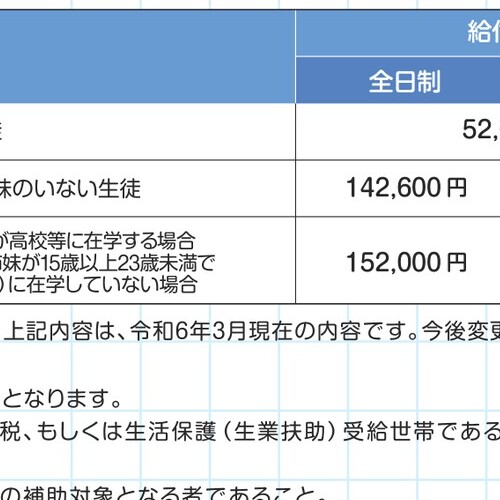 給
全日制
52,
妹のいない生徒
142,600円
が高校等に在学する場合
姉妹が15歳以上23歳未満で
）に在学していない場合
152,000円
上記内容は、令和6年3月現在の内容です。今後変更
となります。
税、もしくは生活保護（生業扶助）受給世帯である
の補助対象となる者であること。